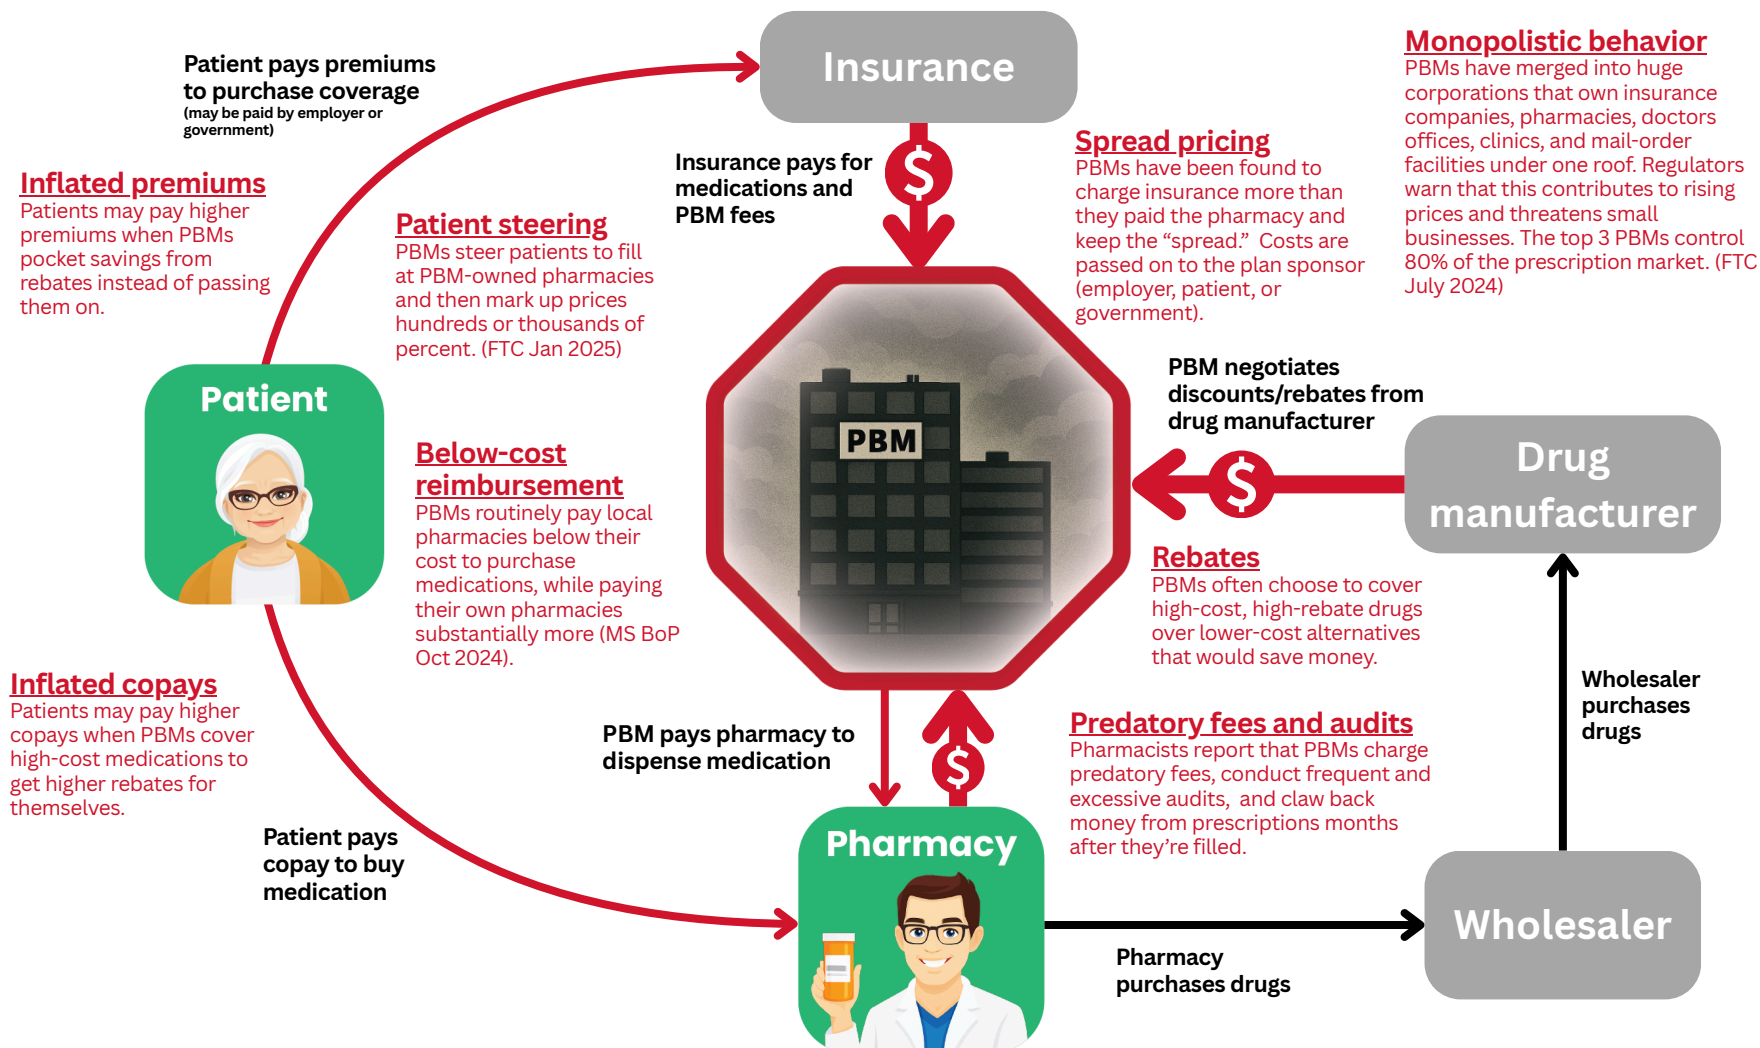 Insurance
Patient pays premiums
to purchase coverage
(may be paid by employer or
government)
Monopolistic behavior
PBMs have merged into huge
corporations that own insurance
companies, pharmacies, doctors
offices, clinics, and mail-order
facilities under one roof. Regulators
warn that this contributes to rising
prices and threatens small
businesses. The top 3 PBMs control
80% of the prescription market. (FTC
July 2024)
Insurance pays for
medications and
PBM fees
$
Spread pricing
PBMs have been found to
charge insurance more than
they paid the pharmacy and
keep the “spread.”  Costs are
passed on to the plan sponsor
(employer, patient, or
government).
Inflated premiums
Patients may pay higher
premiums when PBMs
pocket savings from
rebates instead of passing
them on.
Patient steering
PBMs steer patients to fill
at PBM-owned pharmacies
and then mark up prices
hundreds or thousands of
percent. (FTC Jan 2025)
Patient
PBM
PBM negotiates
discounts/rebates from
drug manufacturer
$
Drug
manufacturer
Below-cost
reimbursement
PBMs routinely pay local
pharmacies below their
cost to purchase
medications, while paying
their own pharmacies
substantially more (MS BoP
Oct 2024).
Rebates
PBMs often choose to cover
high-cost, high-rebate drugs
over lower-cost alternatives
that would save money.
Inflated copays
Patients may pay higher
copays when PBMs cover
high-cost medications to
get higher rebates for
themselves.
PBM pays pharmacy to
dispense medication
$
Predatory fees and audits
Pharmacists report that PBMs charge
predatory fees, conduct frequent and
excessive audits,  and claw back
money from prescriptions months
after they’re filled.
Wholesaler
purchases
drugs
Patient pays
copay to buy
medication
Pharmacy
Wholesaler
Pharmacy
purchases drugs